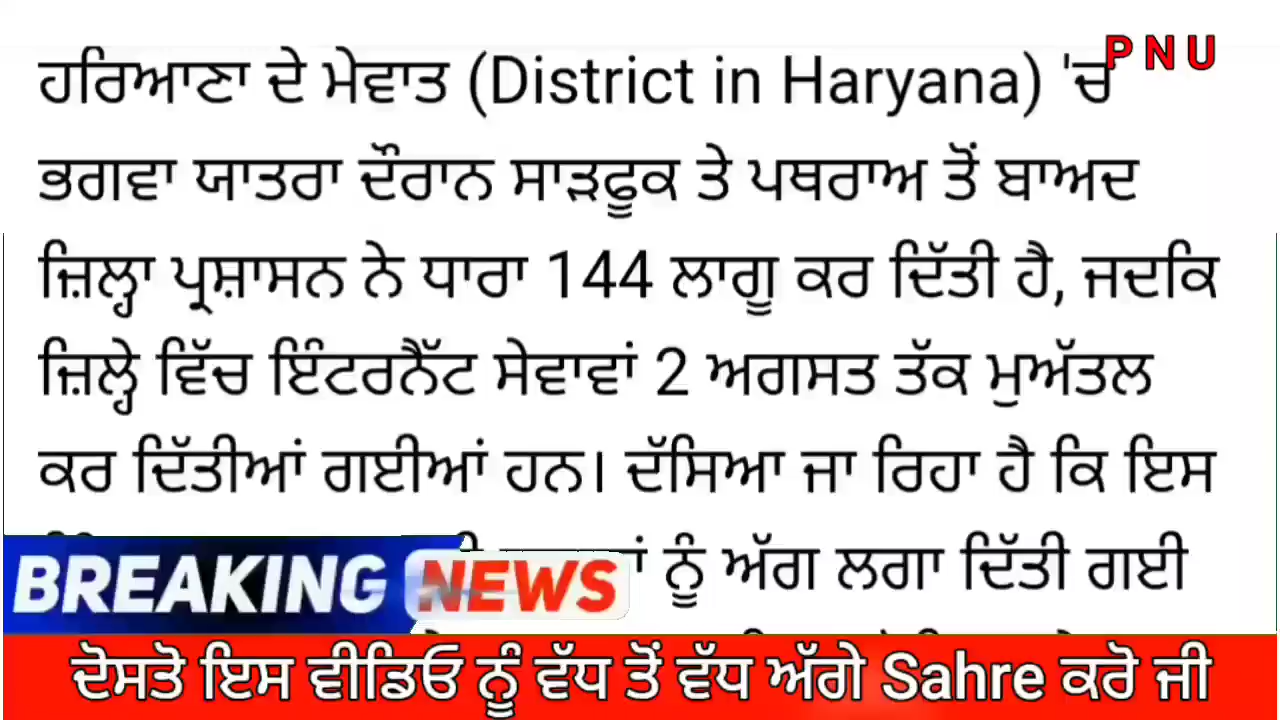 P N U
ਹਰਿਆਣਾ ਦੇ ਮੇਵਾਤ (District in Haryana) 'ਚ
ਭਗਵਾ ਯਾਤਰਾ ਦੌਰਾਨ ਸਾੜਫੂਕ ਤੇ ਪਥਰਾਅ ਤੋਂ ਬਾਅਦ
ਜ਼ਿਲ੍ਹਾ ਪ੍ਰਸ਼ਾਸਨ ਨੇ ਧਾਰਾ 144 ਲਾਗੂ ਕਰ ਦਿੱਤੀ ਹੈ, ਜਦਕਿ
ਜ਼ਿਲ੍ਹੇ ਵਿੱਚ ਇੰਟਰਨੈੱਟ ਸੇਵਾਵਾਂ 2 ਅਗਸਤ ਤੱਕ ਮੁਅੱਤਲ
ਕਰ ਦਿੱਤੀਆਂ ਗਈਆਂ ਹਨ। ਦੱਸਿਆ ਜਾ ਰਿਹਾ ਹੈ ਕਿ ਇਸ
ਨੂੰ ਅੱਗ ਲਗਾ ਦਿੱਤੀ ਗਈ
BREAKING NEWS
ਦੋਸਤੋ ਇਸ ਵੀਡਿਓ ਨੂੰ ਵੱਧ ਤੋਂ ਵੱਧ ਅੱਗੇ Sahre ਕਰੋ ਜੀ